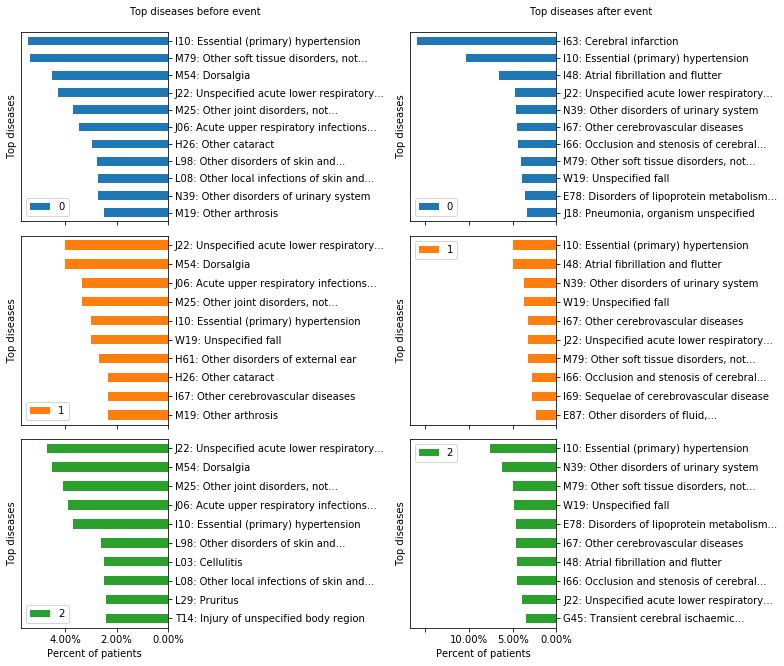 Top diseases before event
Top diseases
I10: Essential (primary) hypertension
M79: Other soft tissue disorders, not...
M54: Dorsalgia
J22: Unspecified acute lower respiratory...
M25: Other joint disorders, not...
J06: Acute upper respiratory infections...
H26: Other cataract
L98: Other disorders of skin and...
L08: Other local infections of skin and...
N39: Other disorders of urinary system
M19: Other arthrosis
0
Top diseases after event
Top diseases
I63: Cerebral infarction
I10: Essential (primary) hypertension
I48: Atrial fibrillation and flutter
J22: Unspecified acute lower respiratory...
N39: Other disorders of urinary system
I67: Other cerebrovascular diseases
I66: Occlusion and stenosis of cerebral...
M79: Other soft tissue disorders, not...
W19: Unspecified fall
E78: Disorders of lipoprotein metabolism...
J18: Pneumonia, organism unspecified
0
Top diseases
J22: Unspecified acute lower respiratory...
M54: Dorsalgia
J06: Acute upper respiratory infections...
M25: Other joint disorders, not...
I10: Essential (primary) hypertension
W19: Unspecified fall
H61: Other disorders of external ear
H26: Other cataract
I67: Other cerebrovascular diseases
M19: Other arthrosis
1
Top diseases
1
I10: Essential (primary) hypertension
I48: Atrial fibrillation and flutter
N39: Other disorders of urinary system
W19: Unspecified fall
I67: Other cerebrovascular diseases
J22: Unspecified acute lower respiratory...
M79: Other soft tissue disorders, not...
I66: Occlusion and stenosis of cerebral...
I69: Sequelae of cerebrovascular disease
E87: Other disorders of fluid,...
Top diseases
J22: Unspecified acute lower respiratory...
M54: Dorsalgia
M25: Other joint disorders, not...
J06: Acute upper respiratory infections...
I10: Essential (primary) hypertension
L98: Other disorders of skin and...
L03: Cellulitis
L08: Other local infections of skin and...
L29: Pruritus
T14: Injury of unspecified body region
2
4.00% 2.00% 0.00%
Percent of patients
Top diseases
2
I10: Essential (primary) hypertension
N39: Other disorders of urinary system
M79: Other soft tissue disorders, not...
W19: Unspecified fall
E78: Disorders of lipoprotein metabolism...
I67: Other cerebrovascular diseases
I48: Atrial fibrillation and flutter
I66: Occlusion and stenosis of cerebral...
J22: Unspecified acute lower respiratory...
G45: Transient cerebral ischaemic...
10.00% 5.00% 0.00%
Percent of patients